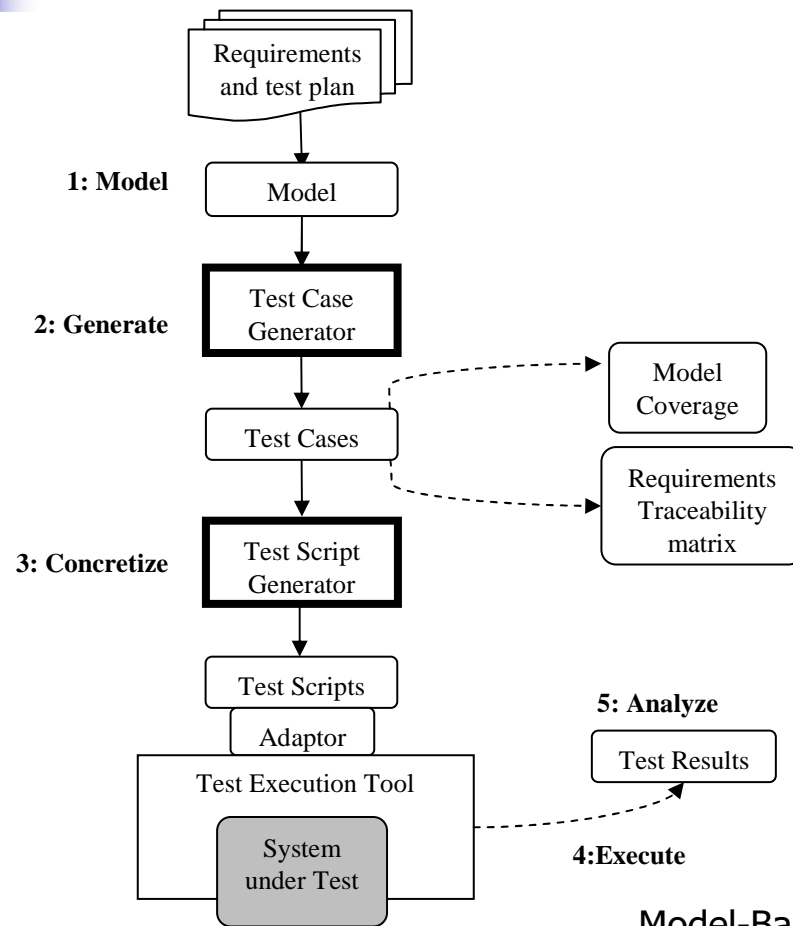 Requirements
and test plan
1: Model
Model
2: Generate
Test Case
Generator
Model
Coverage
Test Cases
Requirements
Traceability
matrix
3: Concretize
Test Script
Generator
Test Scripts
5: Analyze
Adaptor
Test Results
Test Execution Tool
4:Execute
System
under Test